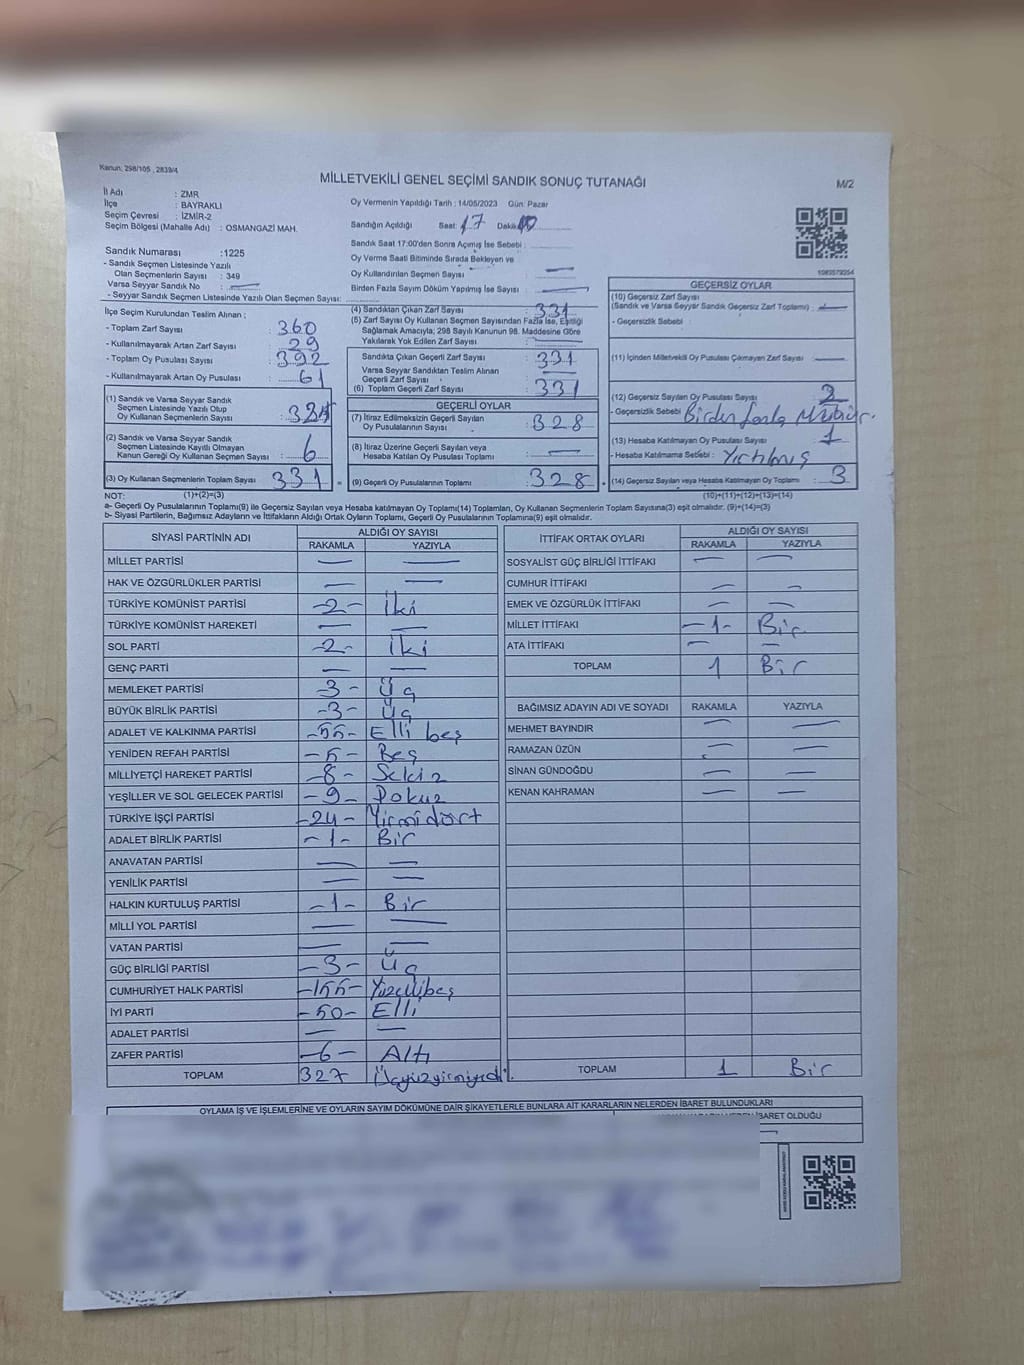 Kanun; 298/105 , 2839/4
MİLLETVEKİLİ GENEL SEÇİMİ SANDIK SONUÇ TUTANAĞI
M/2
İl Adı : ZMR
İlçe : BAYRAKLI
Seçim Çevresi : İZMİR-2
Seçim Bölgesi (Mahalle Adı) : OSMANGAZİ MAH.
Oy Vermenin Yapıldığı Tarih : 14/05/2023 Gün: Pazar
Sandığın Açıldığı Saat: 17 Dakika
Sandık Saat 17:00'den Sonra Açımış İse Sebebi :
Oy Verme Saati Bitiminde Sırada Bekleyen ve
Oy Kullandırılan Seçmen Sayısı : —
Birden Fazla Sayım Döküm Yapılmış İse Sayısı : —
Sandık Numarası :1225
- Sandık Seçmen Listesinde Yazılı
Olan Seçmenlerin Sayısı : 349
Varsa Seyyar Sandık No : —
- Seyyar Sandık Seçmen Listesinde Yazılı Olan Seçmen Sayısı:
İlçe Seçim Kurulundan Teslim Alınan ;
- Toplam Zarf Sayısı : 360
- Kullanılmayarak Artan Zarf Sayısı : 29
- Toplam Oy Pusulası Sayısı : 392
- Kullanılmayarak Artan Oy Pusulası : 61
(1) Sandık ve Varsa Seyyar Sandık
Seçmen Listesinde Yazılı Olup
Oy Kullanan Seçmenlerin Sayısı :
(2) Sandık ve Varsa Seyyar Sandık
Seçmen Listesinde Kayıtlı Olmayan
Kanun Gereği Oy Kullanan Seçmen Sayısı : 6
(3) Oy Kullanan Seçmenlerin Toplam Sayısı : 331
(4) Sandıktan Çıkan Zarf Sayısı : 331
(5) Zarf Sayısı Oy Kullanan Seçmen Sayısından Fazla İse, Eşitliği
Sağlamak Amacıyla; 298 Sayılı Kanunun 98. Maddesine Göre
Yakılarak Yok Edilen Zarf Sayısı : —
Sandıkta Çıkan Geçerli Zarf Sayısı : 331
Varsa Seyyar Sandıktan Teslim Alınan
Geçerli Zarf Sayısı : —
(6) Toplam Geçerli Zarf Sayısı : 331
GEÇERLİ OYLAR
(7) İtiraz Edilmeksizin Geçerli Sayılan
Oy Pusulalarının Sayısı : 328
(8) İtiraz Üzerine Geçerli Sayılan veya
Hesaba Katılan Oy Pusulası Toplamı : —
(9) Geçerli Oy Pusulalarının Toplamı : 328
GEÇERSİZ OYLAR
(10) Geçersiz Zarf Sayısı
(Sandık ve Varsa Seyyar Sandık Geçersiz Zarf Toplamı) : —
- Geçersizlik Sebebi :
(11) İçinden Milletvekili Oy Pusulası Çıkmayan Zarf Sayısı : —
(12) Geçersiz Sayılan Oy Pusulası Sayısı : 2
- Geçersizlik Sebebi : Birden fazla Mühür.
(13) Hesaba Katılmayan Oy Pusulası Sayısı : 1
- Hesaba Katılmama Sebebi : Yırtılmış
(14) Geçersiz Sayılan veya Hesaba Katılmayan Oy Toplamı : 3
NOT: (1)+(2)=(3) (10)+(11)+(12)+(13)=(14)
a- Geçerli Oy Pusulalarının Toplamı(9) ile Geçersiz Sayılan veya Hesaba Katılmayan Oy Toplamı(14) Toplamları, Oy Kullanan Seçmenlerin Toplam Sayısına(3) eşit olmalıdır. (9)+(14)=(3)
b- Siyasi Partilerin, Bağımsız Adayların ve İttifakların Aldığı Ortak Oyların Toplamı, Geçerli Oy Pusulalarının Toplamına(9) eşit olmalıdır.
SİYASİ PARTİNİN ADI ALDIĞI OY SAYISI
RAKAMLA YAZIYLA
MİLLET PARTİSİ — —
HAK VE ÖZGÜRLÜKLER PARTİSİ — —
TÜRKİYE KOMÜNİST PARTİSİ -2- İki
TÜRKİYE KOMÜNİST HAREKETİ — —
SOL PARTİ -2- İki
GENÇ PARTİ — —
MEMLEKET PARTİSİ -3- Üç
BÜYÜK BİRLİK PARTİSİ -3- Üç
ADALET VE KALKINMA PARTİSİ -55- Elli beş
YENİDEN REFAH PARTİSİ -5- Beş
MİLLİYETÇİ HAREKET PARTİSİ -8- Sekiz
YEŞİLLER VE SOL GELECEK PARTİSİ -9- Dokuz
TÜRKİYE İŞÇİ PARTİSİ -24- Yirmidört
ADALET BİRLİK PARTİSİ -1- Bir
ANAVATAN PARTİSİ — —
YENİLİK PARTİSİ — —
HALKIN KURTULUŞ PARTİSİ -1- Bir
MİLLİ YOL PARTİSİ — —
VATAN PARTİSİ — —
GÜÇ BİRLİĞİ PARTİSİ -3- Üç
CUMHURİYET HALK PARTİSİ -155- Yüzellibeş
İYİ PARTİ -50- Elli
ADALET PARTİSİ — —
ZAFER PARTİSİ -6- Altı
TOPLAM 327 Üçyüzyirmiyedi.
İTTİFAK ORTAK OYLARI ALDIĞI OY SAYISI
RAKAMLA YAZIYLA
SOSYALİST GÜÇ BİRLİĞİ İTTİFAKI — —
CUMHUR İTTİFAKI — —
EMEK VE ÖZGÜRLÜK İTTİFAKI — —
MİLLET İTTİFAKI -1- Bir
ATA İTTİFAKI — —
TOPLAM 1 Bir
BAĞIMSIZ ADAYIN ADI VE SOYADI RAKAMLA YAZIYLA
MEHMET BAYINDIR — —
RAMAZAN ÜZÜN — —
SİNAN GÜNDOĞDU — —
KENAN KAHRAMAN — —
TOPLAM 1 Bir
OYLAMA İŞ VE İŞLEMLERİNE VE OYLARIN SAYIM DÖKÜMÜNE DAİR ŞİKAYETLERLE BUNLARA AİT KARARLARIN NELERDEN İBARET BULUNDUKLARI
İBARET OLDUĞU